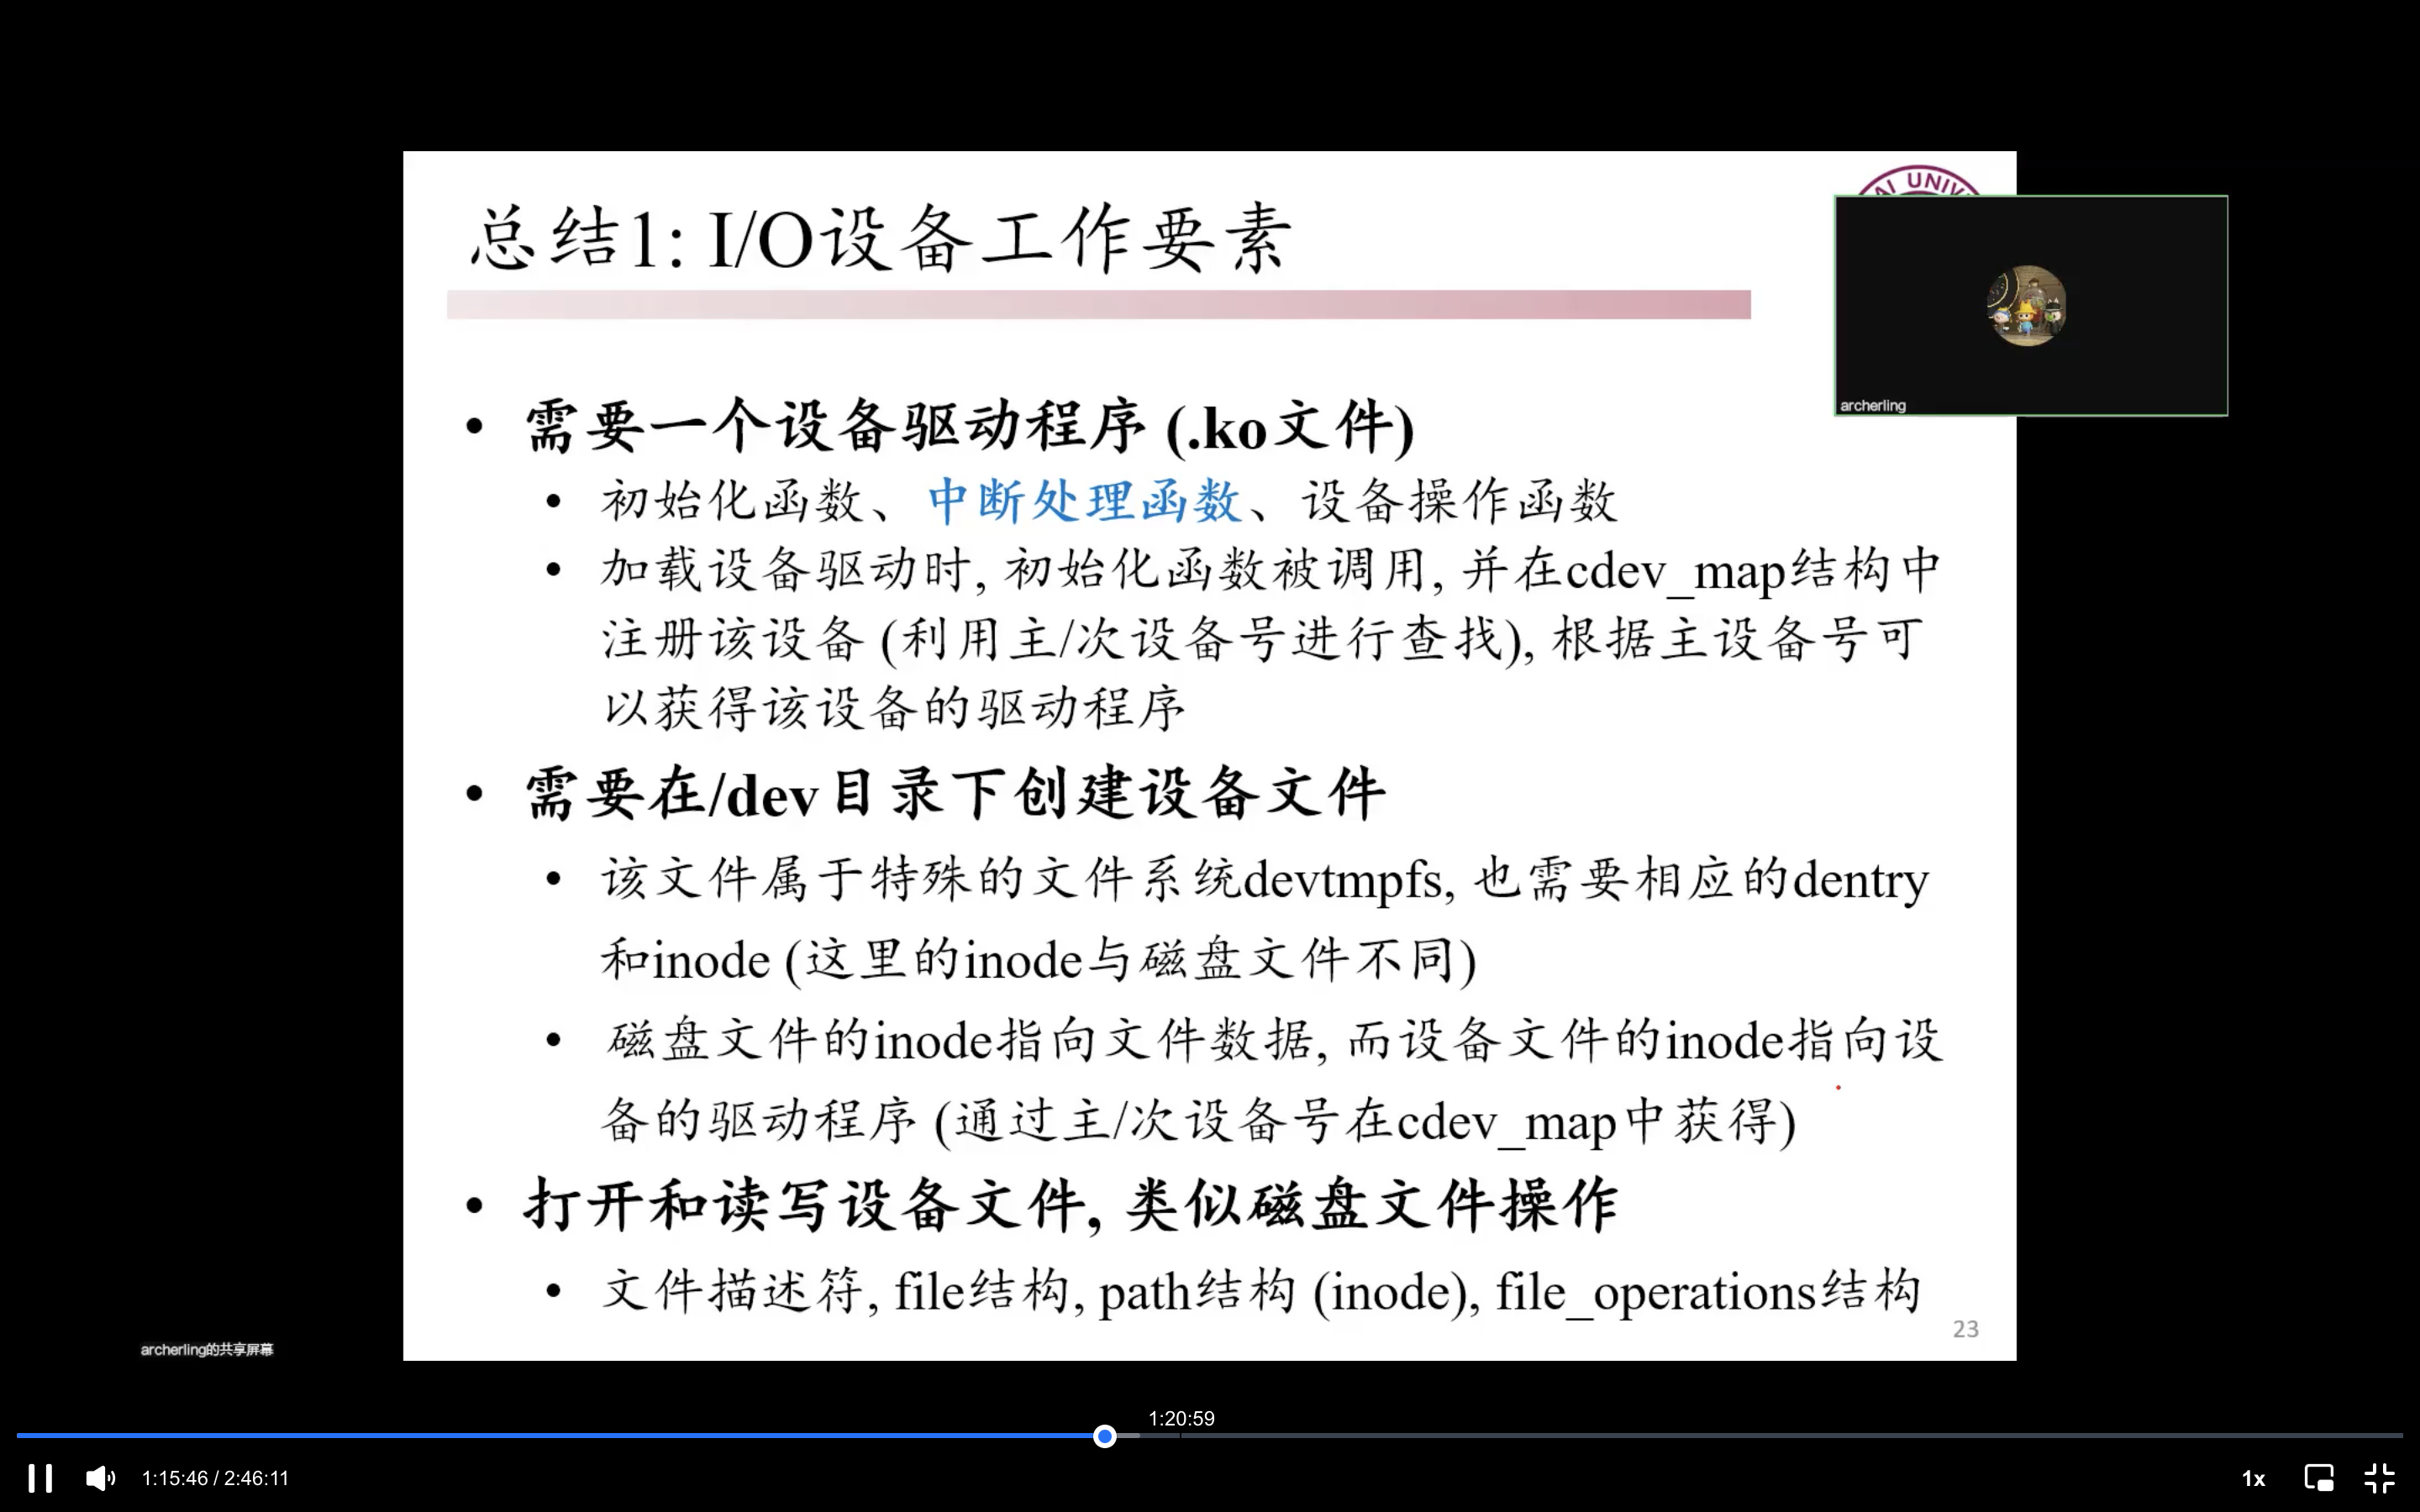 总结1: I/O设备工作要素
AI UNIV
archerling
• 需要一个设备驱动程序 (.ko文件)
• 初始化函数、中断处理函数、设备操作函数
• 加载设备驱动时, 初始化函数被调用, 并在cdev_map结构中
注册该设备 (利用主/次设备号进行查找), 根据主设备号可
以获得该设备的驱动程序
• 需要在/dev目录下创建设备文件
• 该文件属于特殊的文件系统devtmpfs, 也需要相应的dentry
和inode (这里的inode与磁盘文件不同)
• 磁盘文件的inode指向文件数据, 而设备文件的inode指向设
备的驱动程序 (通过主/次设备号在cdev_map中获得)
• 打开和读写设备文件, 类似磁盘文件操作
• 文件描述符, file结构, path结构 (inode), file_operations结构
23
archerling的共享屏幕
1:20:59
1:15:46 / 2:46:11
1x